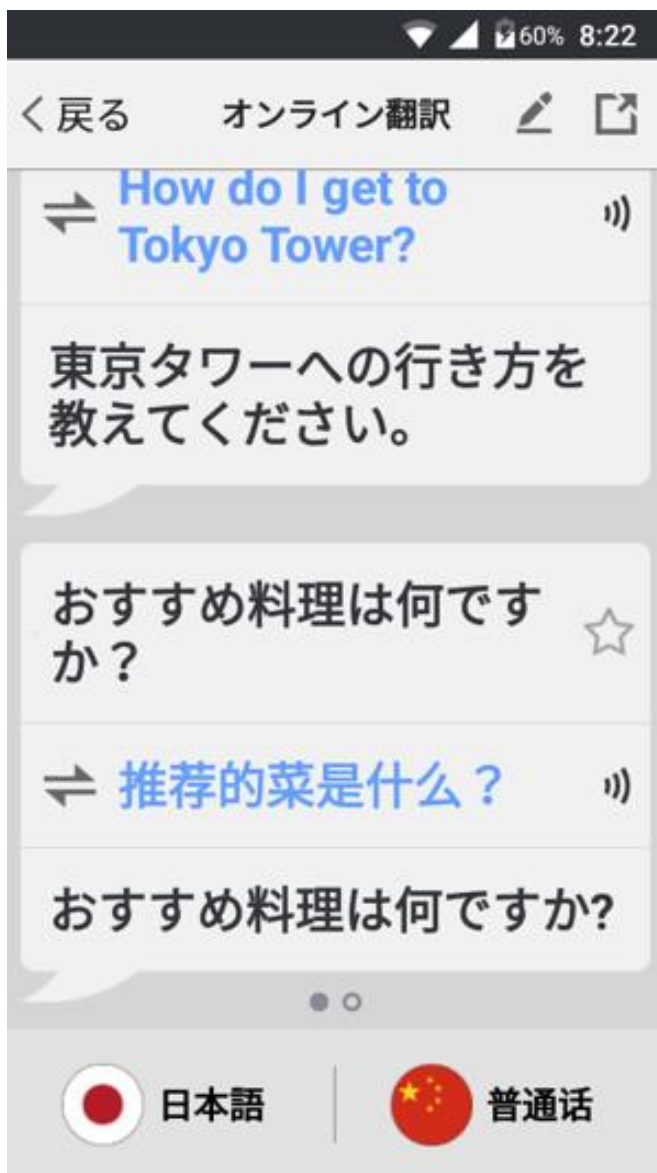 60% 8:22
戻る オンライン翻訳
How do I get to
Tokyo Tower?
東京タワーへの行き方を
教えてください。
おすすめ料理は何です
か？
推荐的菜是什么？
おすすめ料理は何ですか?
日本語 普通话